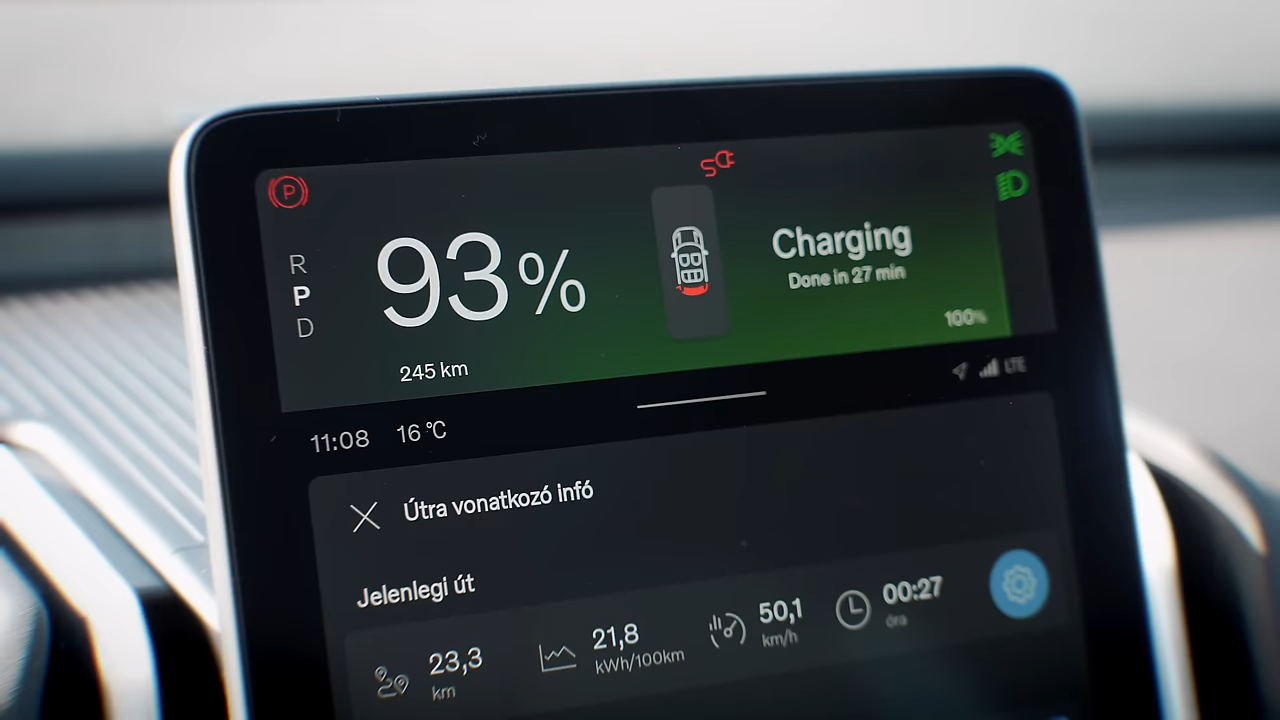 P
R
P
D
93%
245 km
Charging
Done in 27 min
100%
11:08
16 °C
LTE
Útra vonatkozó infó
Jelenlegi út
23,3
km
21,8
kWh/100km
50,1
km/h
00:27
óra